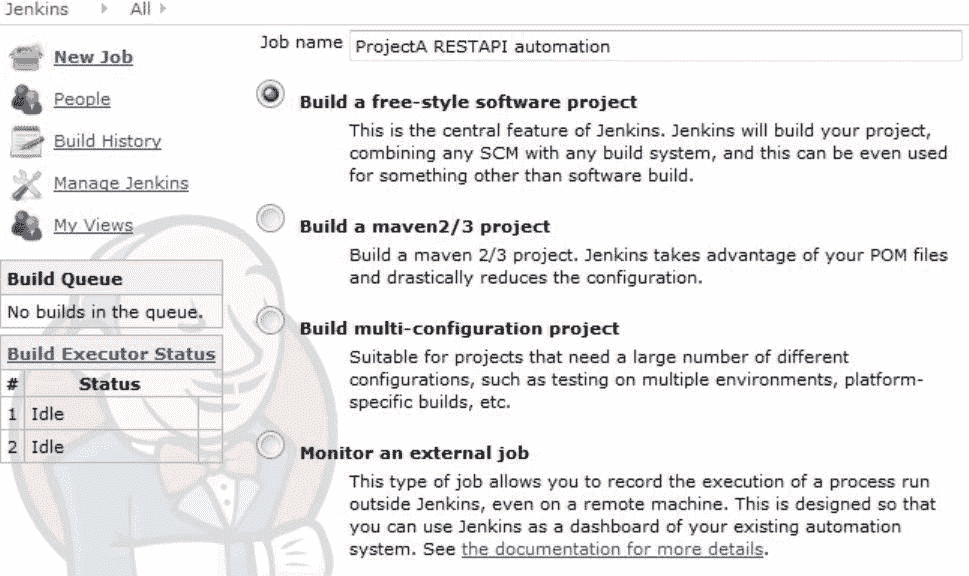 Jenkins All
New Job
People
Build History
Manage Jenkins
My Views
Build Queue
No builds in the queue.
Build Executor Status
# Status
1 Idle
2 Idle
Job name ProjectA RESTAPI automation
Build a free-style software project
This is the central feature of Jenkins. Jenkins will build your project,
combining any SCM with any build system, and this can be even used
for something other than software build.
Build a maven2/3 project
Build a maven 2/3 project. Jenkins takes advantage of your POM files
and drastically reduces the configuration.
Build multi-configuration project
Suitable for projects that need a large number of different
configurations, such as testing on multiple environments, platform-
specific builds, etc.
Monitor an external job
This type of job allows you to record the execution of a process run
outside Jenkins, even on a remote machine. This is designed so that
you can use Jenkins as a dashboard of your existing automation
system. See the documentation for more details.